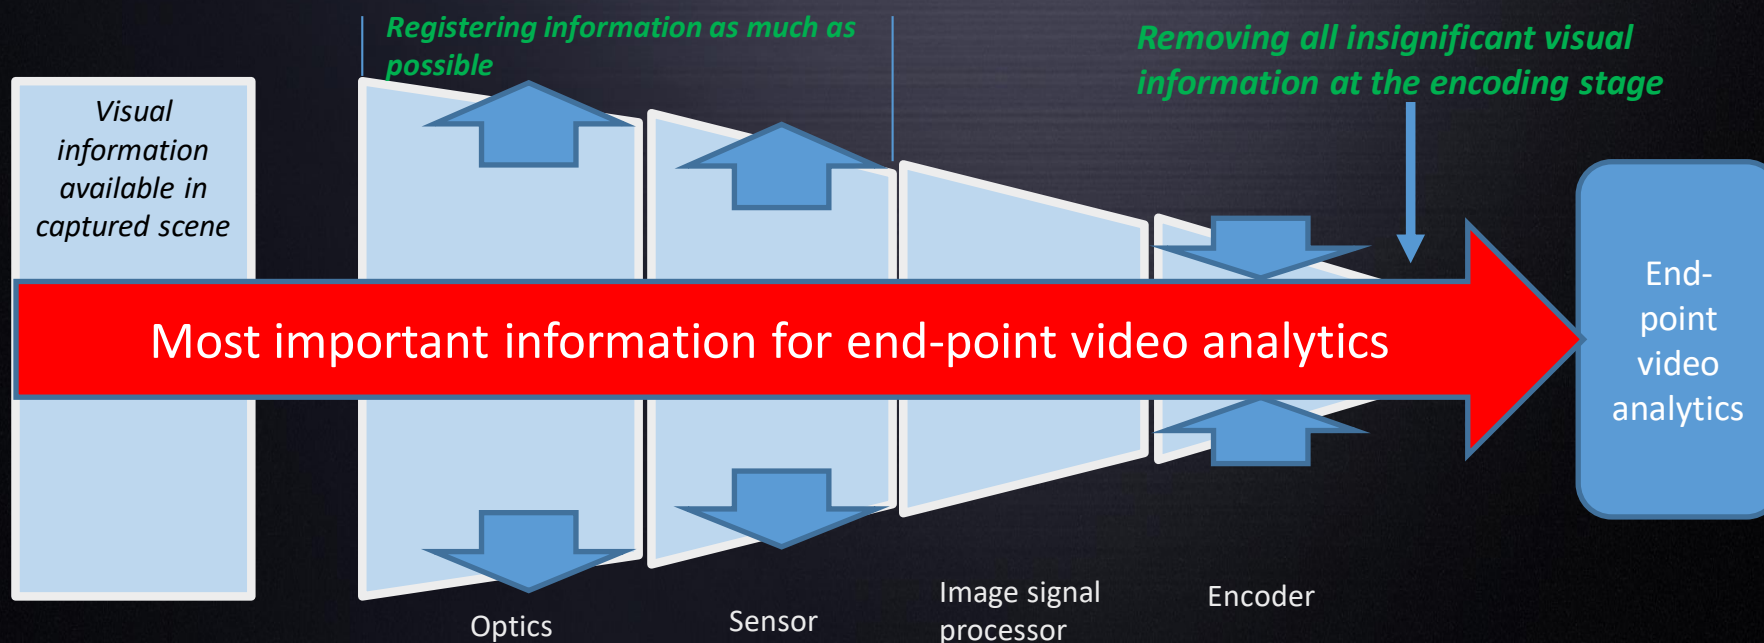 Registering information as much as
possible
Removing all insignificant visual
information at the encoding stage
Visual
information
available in
captured scene
Most important information for end-point video analytics
End-
point
video
analytics
Optics
Sensor
Image signal
processor
Encoder